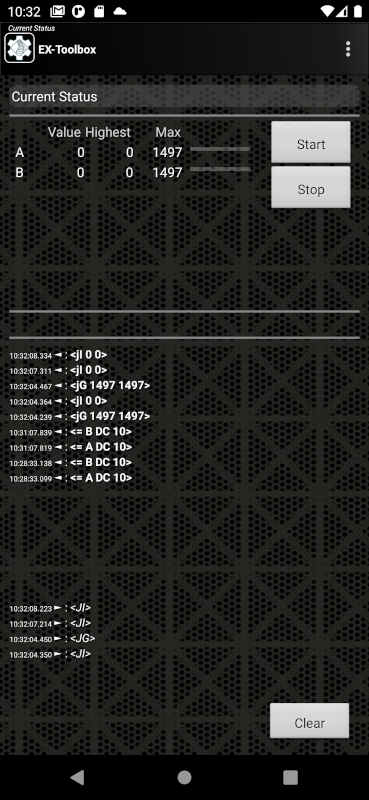 10:32
Current Status
EX-Toolbox
Current Status
Value Highest Max
A 0 0 1497
B 0 0 1497
Start
Stop
10:32:08.334 ◄ : <jI 0 0>
10:32:07.311 ◄ : <jI 0 0>
10:32:04.467 ◄ : <jG 1497 1497>
10:32:04.364 ◄ : <jI 0 0>
10:32:04.239 ◄ : <jG 1497 1497>
10:31:07.839 ◄ : <= B DC 10>
10:31:07.819 ◄ : <= A DC 10>
10:28:33.138 ◄ : <= B DC 10>
10:28:33.099 ◄ : <= A DC 10>
10:32:08.223 ► : <JI>
10:32:07.214 ► : <JI>
10:32:04.450 ► : <JG>
10:32:04.350 ► : <JI>
Clear